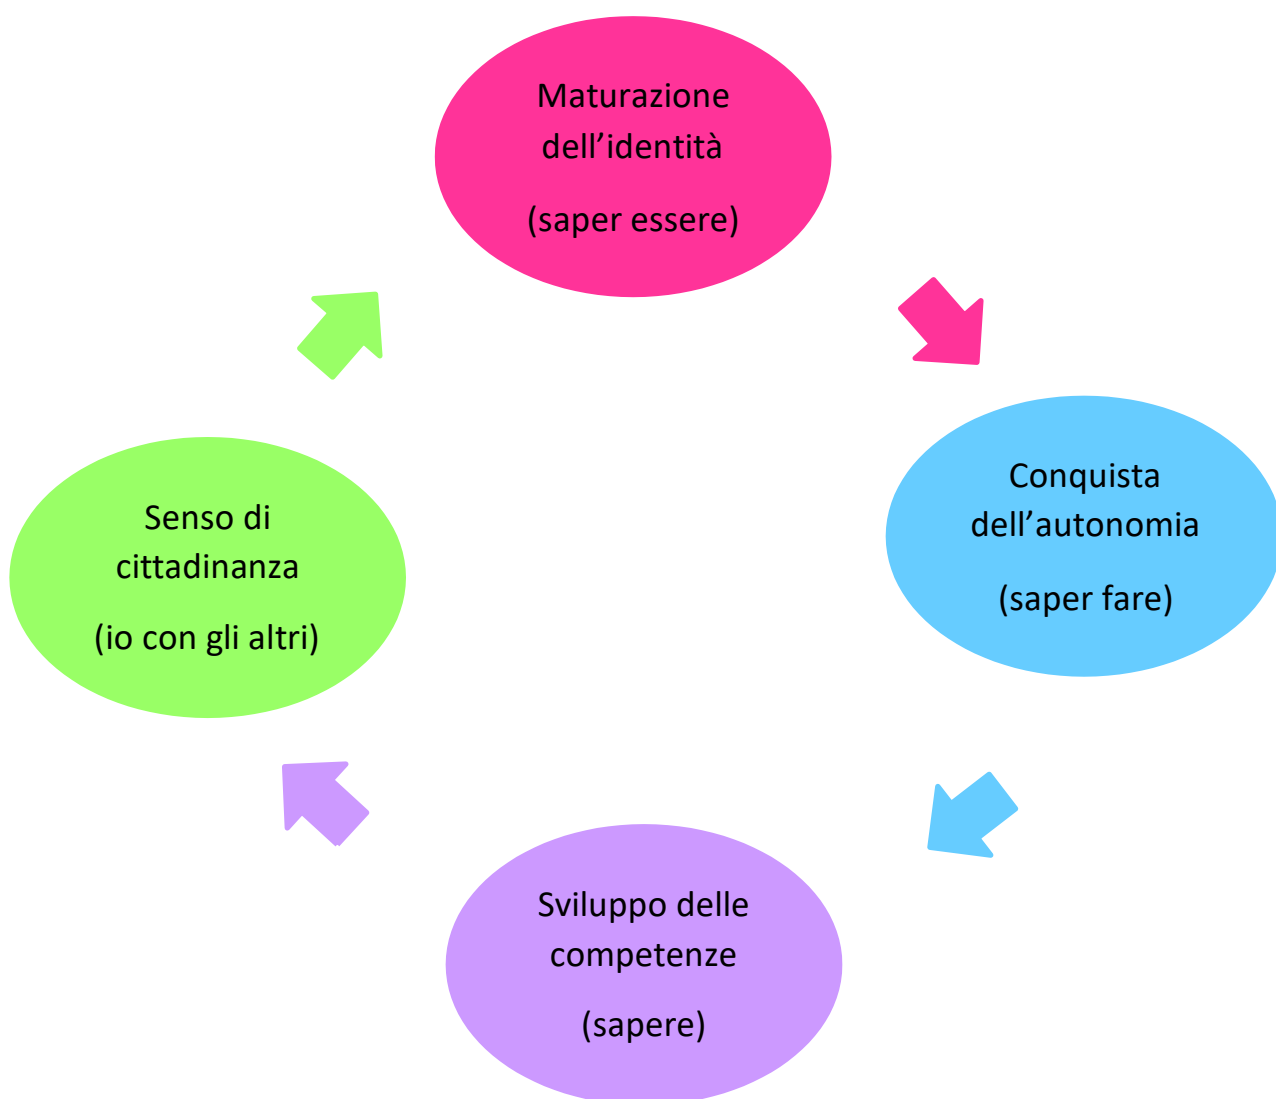 Maturazione
dell’identità
(saper essere)
Conquista
dell’autonomia
(saper fare)
Sviluppo delle
competenze
(sapere)
Senso di
cittadinanza
(io con gli altri)